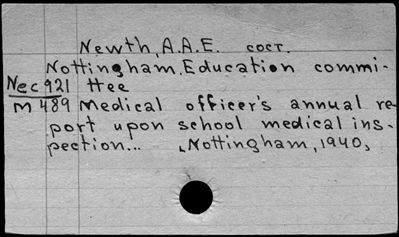 Newth, A.A.E. сост.
Nottingham. Education commi-
Nec 921 ttee
M 489 Medical officer's annual re
port upon school medical ins-
pection... Nottingham, 1940,